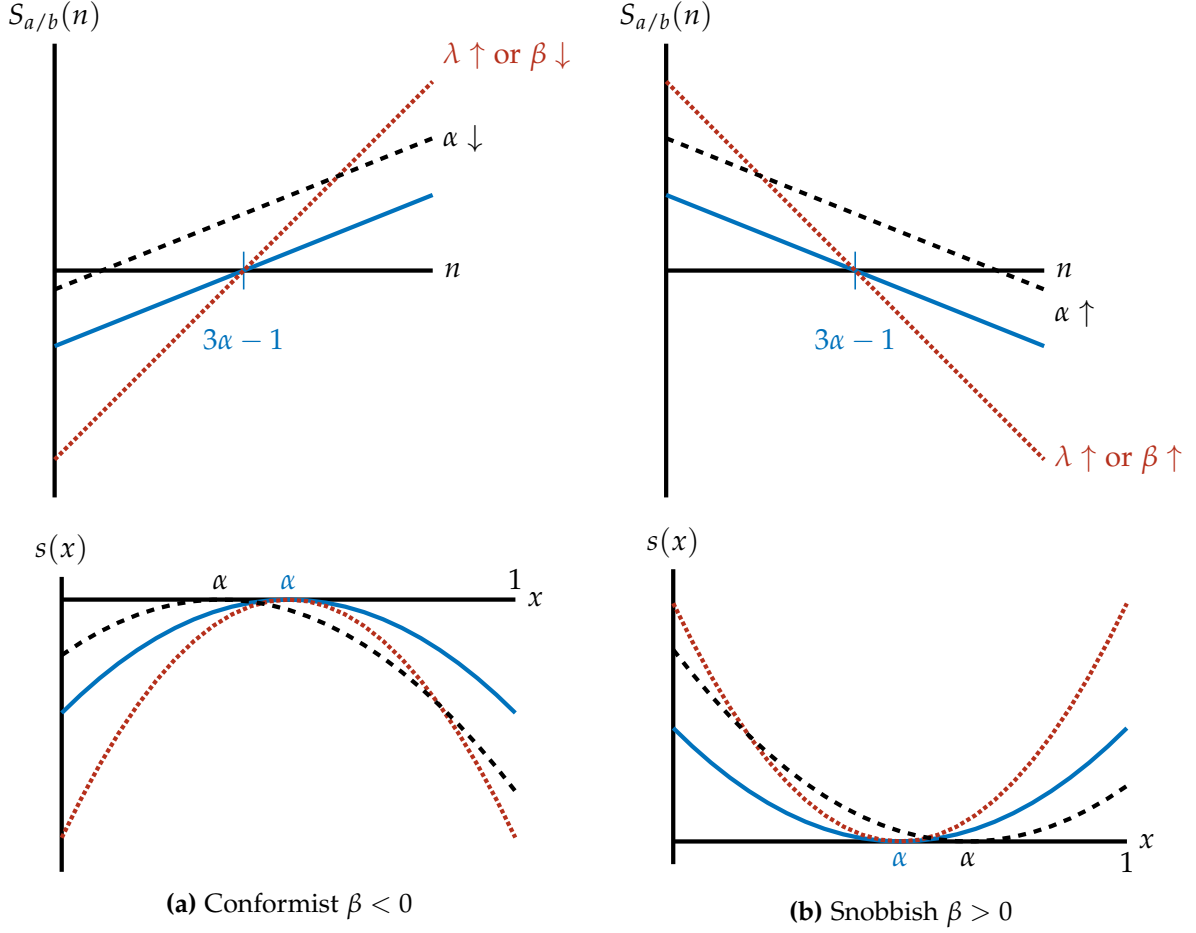 S_{a/b}(n)
λ ↑ or β ↓
α ↓
n
3α − 1
S_{a/b}(n)
n
α ↑
3α − 1
λ ↑ or β ↑
s(x)
α
α
1
x
(a) Conformist β < 0
s(x)
x
α
α
1
(b) Snobbish β > 0